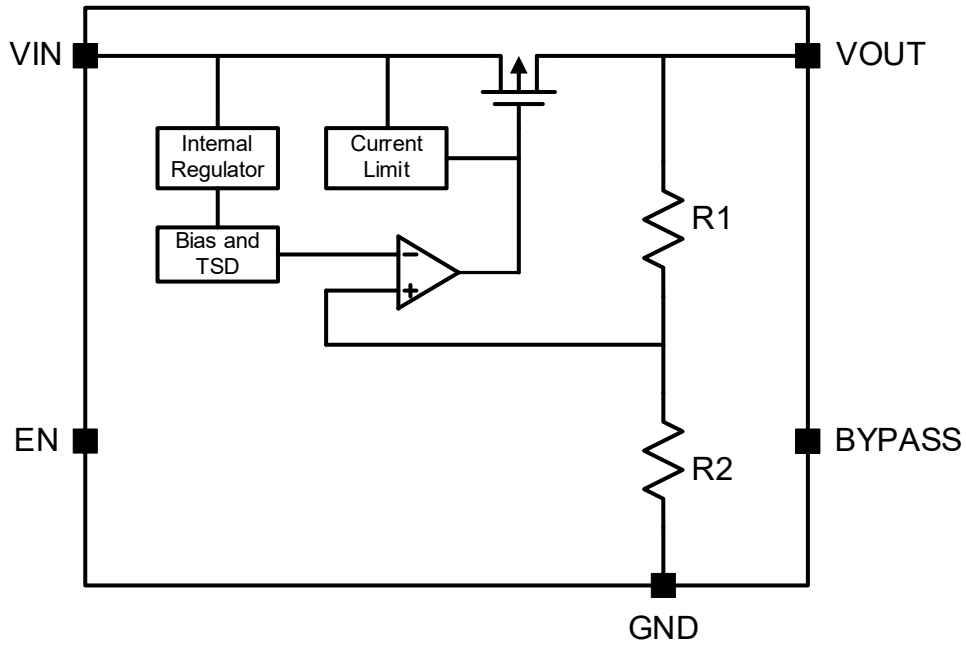 VIN
VOUT
Internal
Regulator
Current
Limit
R1
Bias and
TSD
−
+
EN
BYPASS
R2
GND